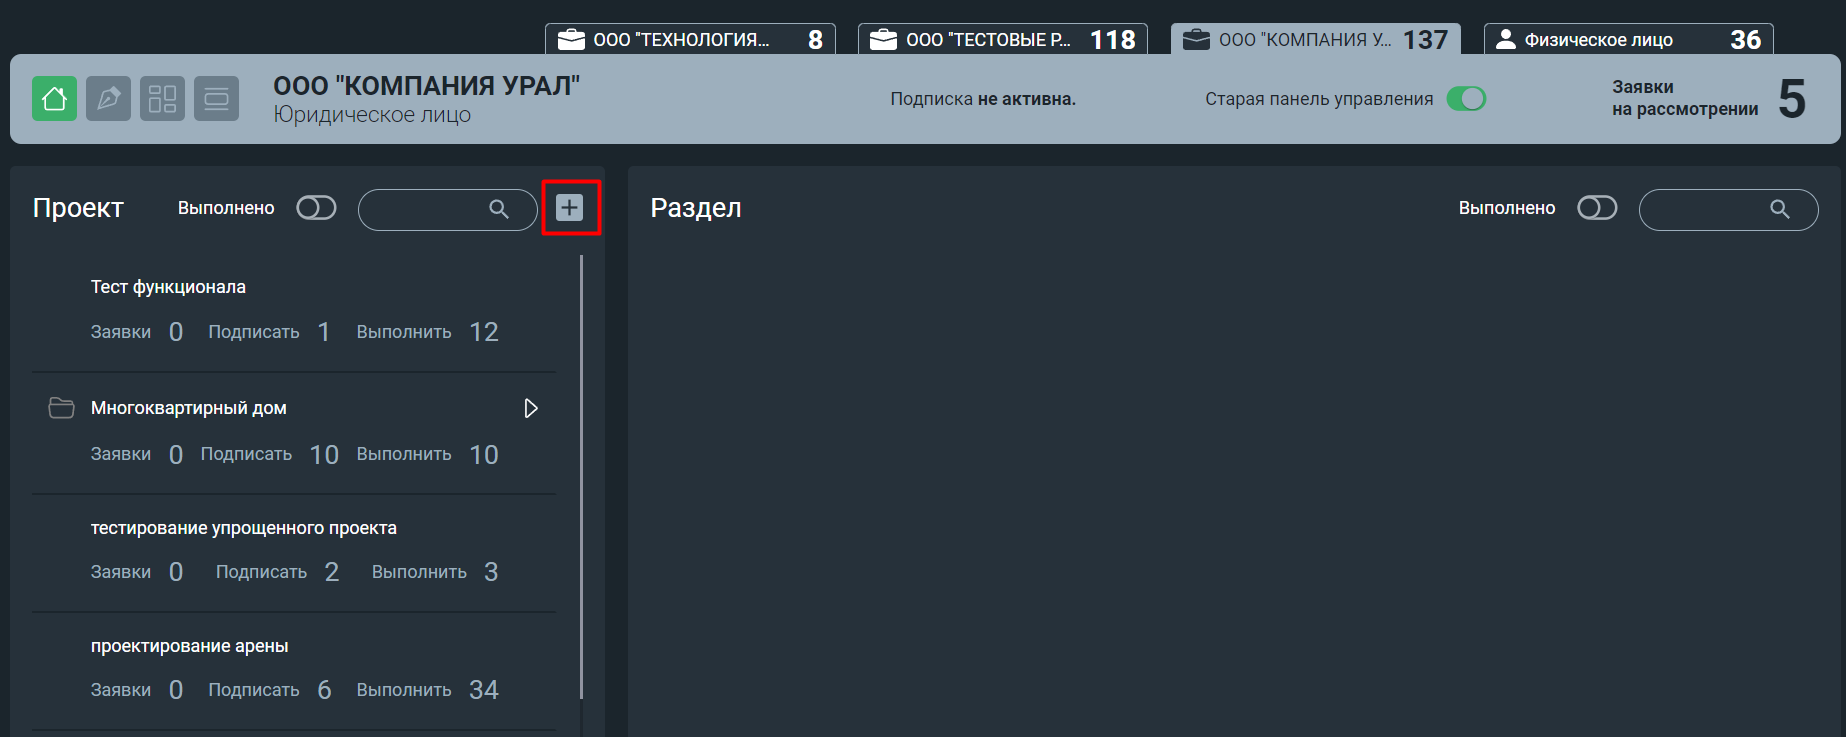 ООО "ТЕХНОЛОГИЯ... 8
ООО "ТЕСТОВЫЕ Р... 118
ООО "КОМПАНИЯ У... 137
Физическое лицо 36
ООО "КОМПАНИЯ УРАЛ"
Юридическое лицо
Подписка не активна.
Старая панель управления
Заявки
на рассмотрении 5
Проект Выполнено
Тест функционала
Заявки 0 Подписать 1 Выполнить 12
Многоквартирный дом
Заявки 0 Подписать 10 Выполнить 10
тестирование упрощенного проекта
Заявки 0 Подписать 2 Выполнить 3
проектирование арены
Заявки 0 Подписать 6 Выполнить 34
Раздел Выполнено